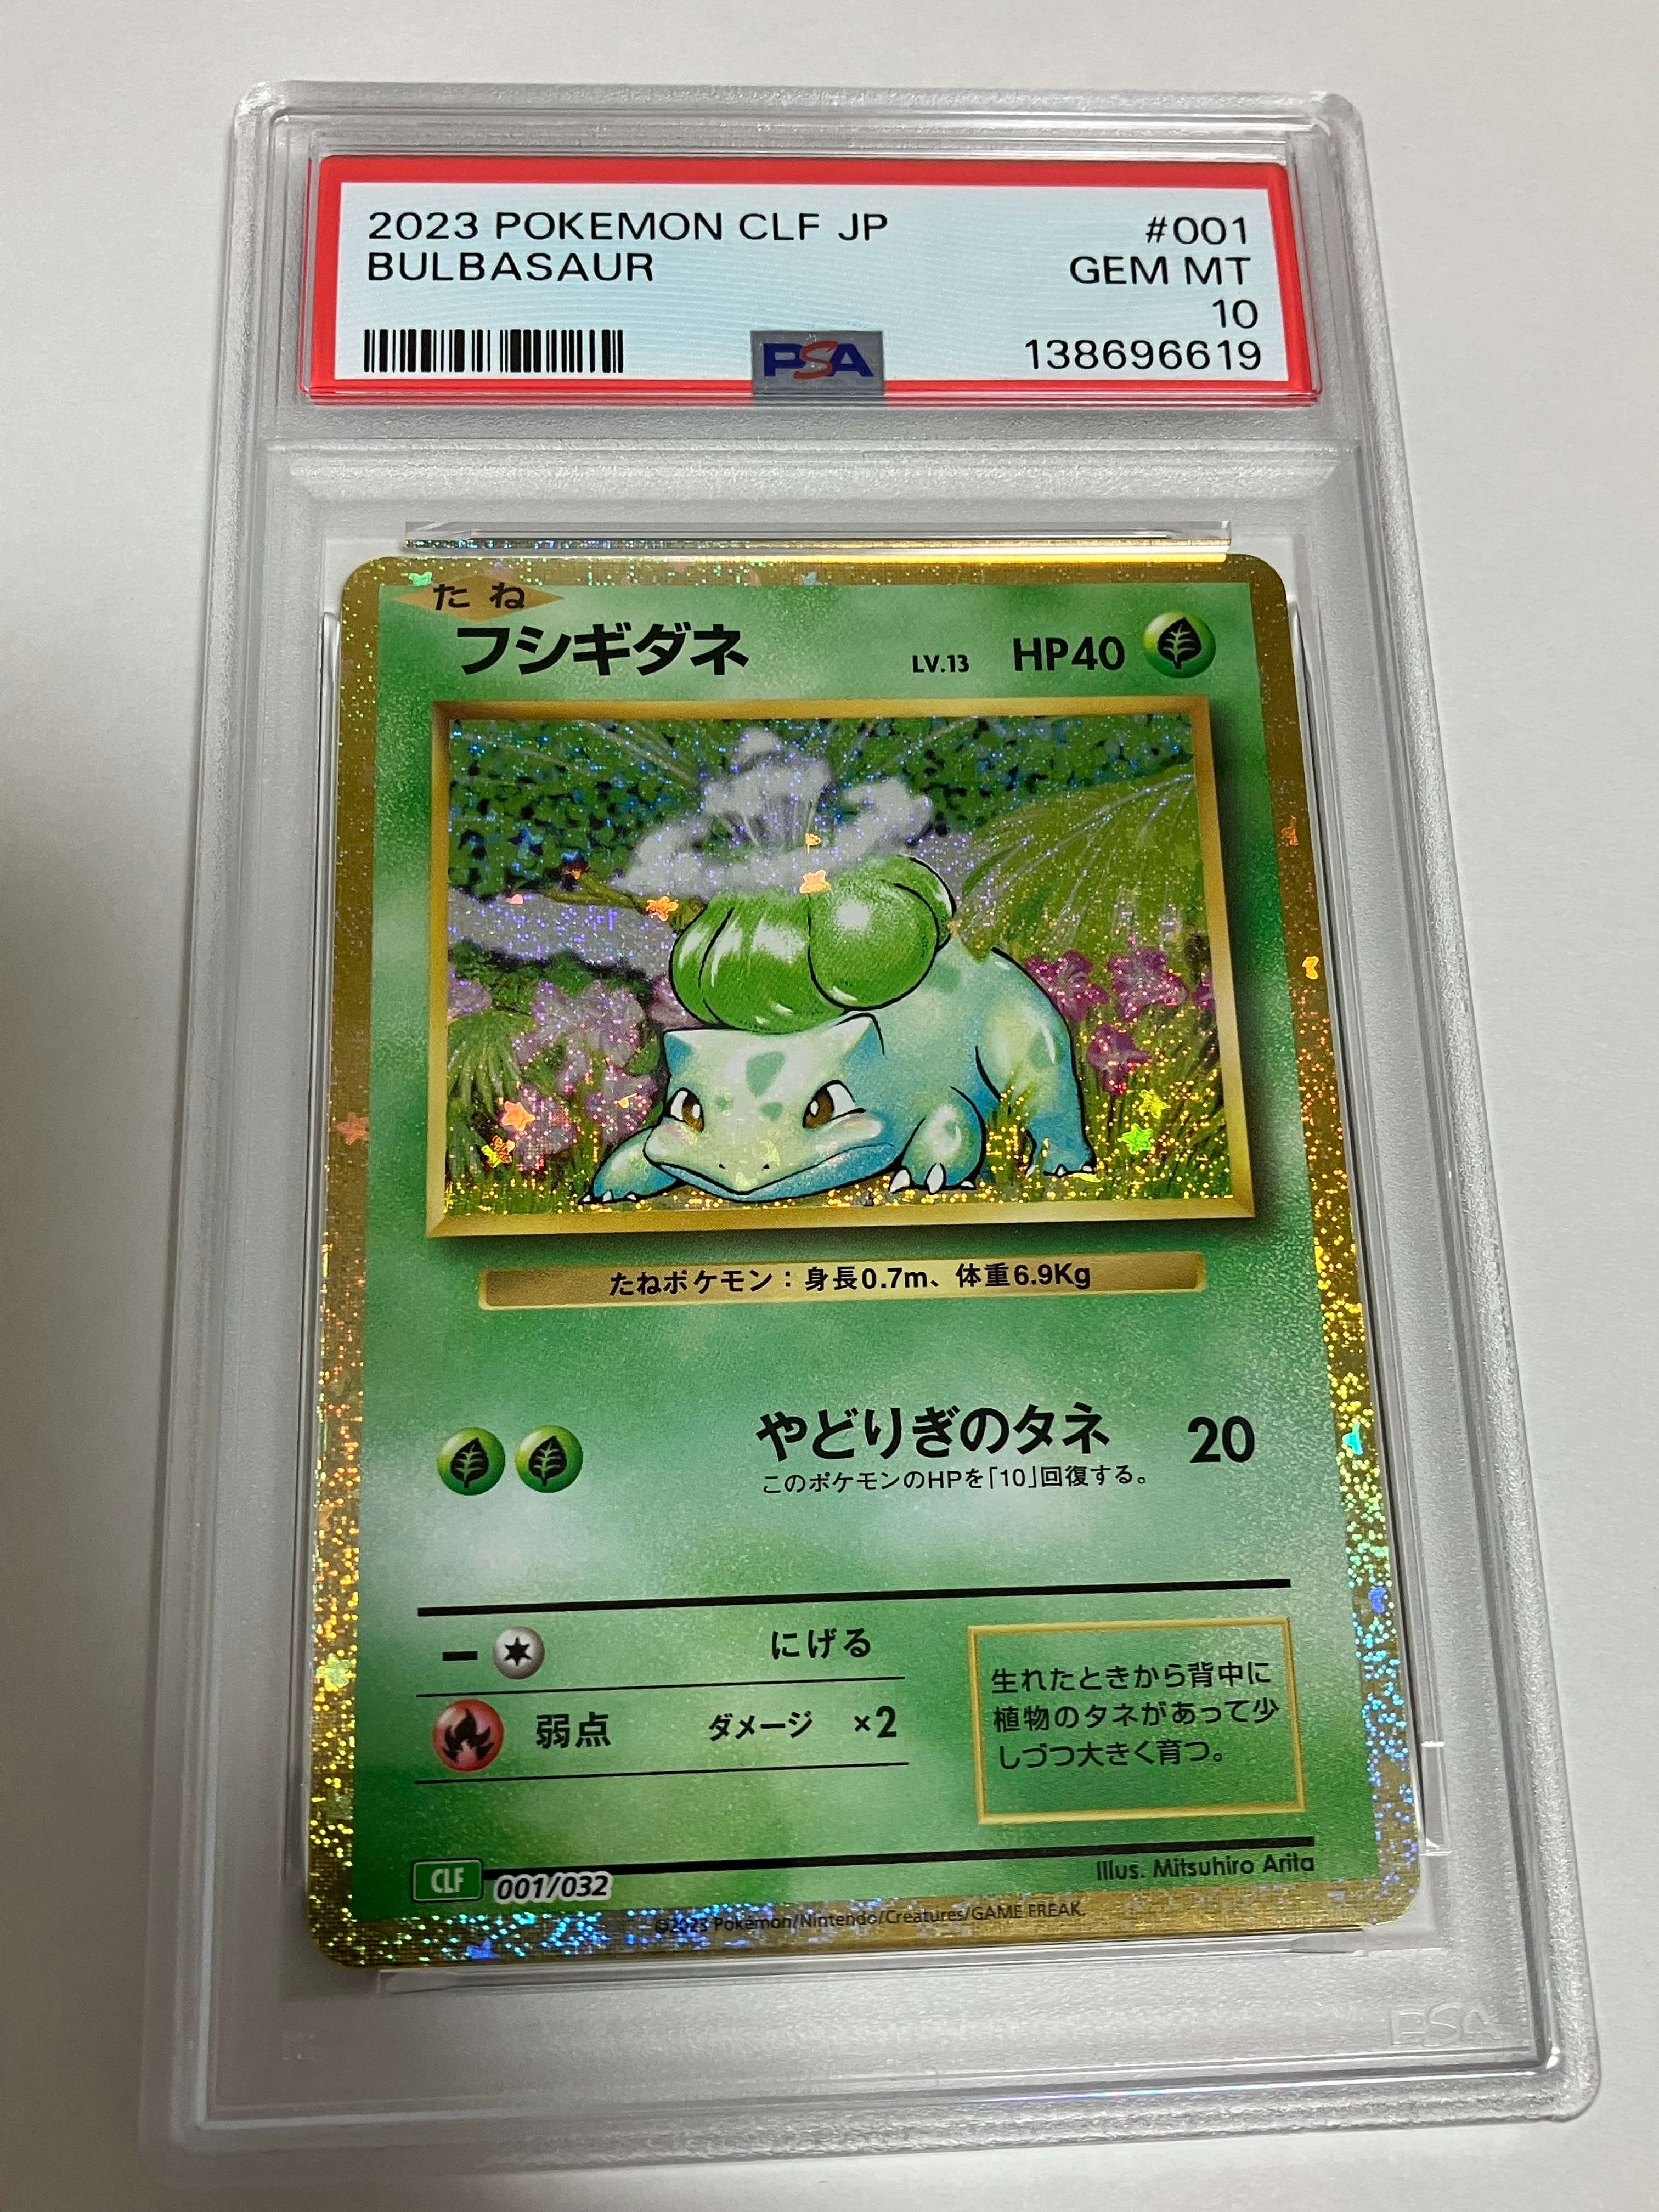 2023 POKEMON CLF JP #001
BULBASAUR GEM MT
10
PSA 138696619
たね
フシギダネ LV.13 HP40
たねポケモン：身長0.7m、体重6.9Kg
やどりぎのタネ 20
このポケモンのHPを「10」回復する。
にげる
弱点 ダメージ ×2
生れたときから背中に
植物のタネがあって少
しづつ大きく育つ。
CLF 001/032 Illus. Mitsuhiro Arita
©2023 Pokémon/Nintendo/Creatures/GAME FREAK.
PSA